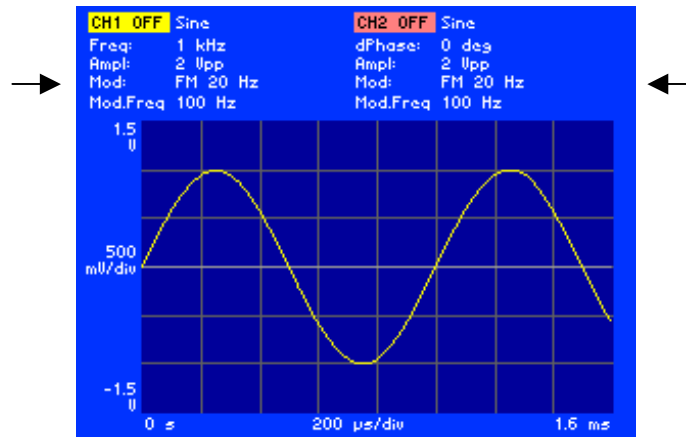 CH1 OFF Sine
Freq: 1 kHz
Ampl: 2 Vpp
Mod: FM 20 Hz
Mod.Freq 100 Hz
CH2 OFF Sine
dPhase: 0 deg
Ampl: 2 Vpp
Mod: FM 20 Hz
Mod.Freq 100 Hz
1.5
V
500
mV/div
-1.5
V
0 s 200 µs/div 1.6 ms